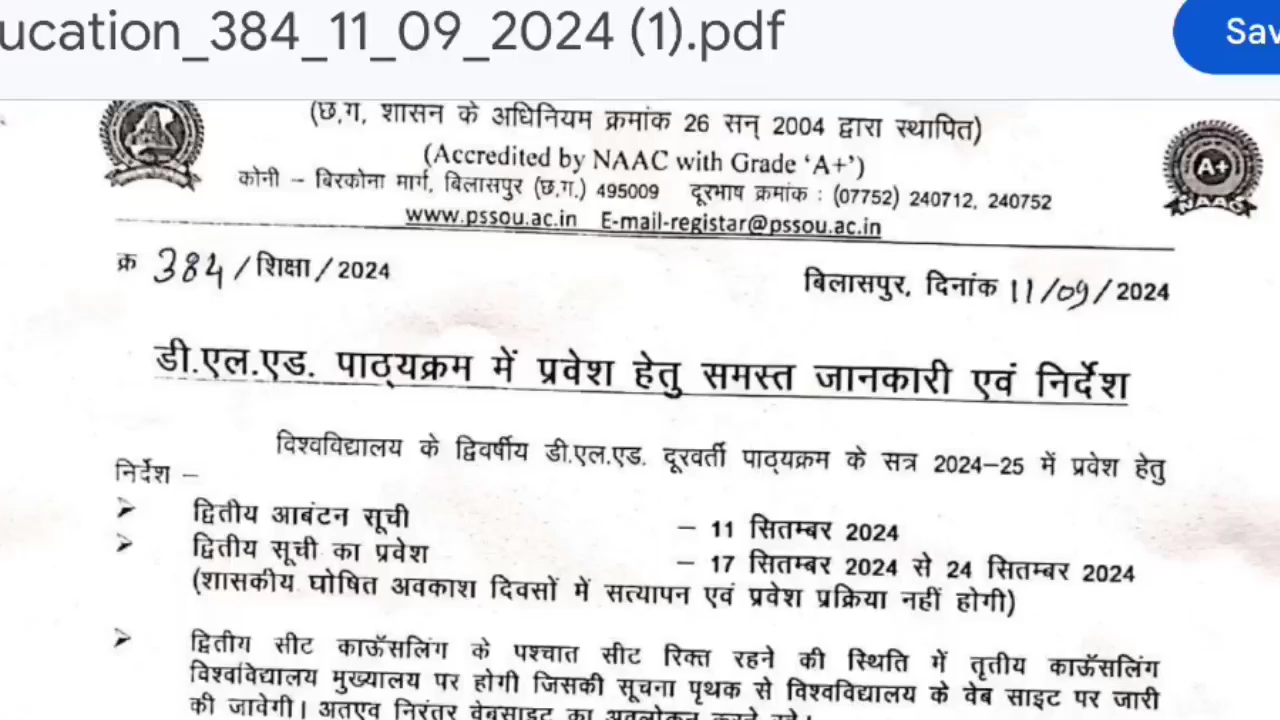 ucation_384_11_09_2024 (1).pdf
Sav
(छ.ग. शासन के अधिनियम क्रमांक 26 सन् 2004 द्वारा स्थापित)
(Accredited by NAAC with Grade ‘A+’)
कोनी – बिरकोना मार्ग, बिलासपुर (छ.ग.) 495009 दूरभाष क्रमांक : (07752) 240712, 240752
www.pssou.ac.in E-mail-registar@pssou.ac.in
A+
NAAC
क्र 384/शिक्षा/2024
बिलासपुर, दिनांक 11/09/2024
डी.एल.एड. पाठ्यक्रम में प्रवेश हेतु समस्त जानकारी एवं निर्देश
विश्वविद्यालय के द्विवर्षीय डी.एल.एड. दूरवर्ती पाठ्यक्रम के सत्र 2024–25 में प्रवेश हेतु
निर्देश –
➢ द्वितीय आबंटन सूची – 11 सितम्बर 2024
➢ द्वितीय सूची का प्रवेश – 17 सितम्बर 2024 से 24 सितम्बर 2024
(शासकीय घोषित अवकाश दिवसों में सत्यापन एवं प्रवेश प्रक्रिया नहीं होगी)
➢ द्वितीय सीट काऊॅसलिंग के पश्चात सीट रिक्त रहने की स्थिति में तृतीय काऊॅसलिंग
विश्वविद्यालय मुख्यालय पर होगी जिसकी सूचना पृथक से विश्वविद्यालय के वेब साइट पर जारी
की जावेगी। अतएव निरंतर वेबसाइट का अवलोकन करते रहे।